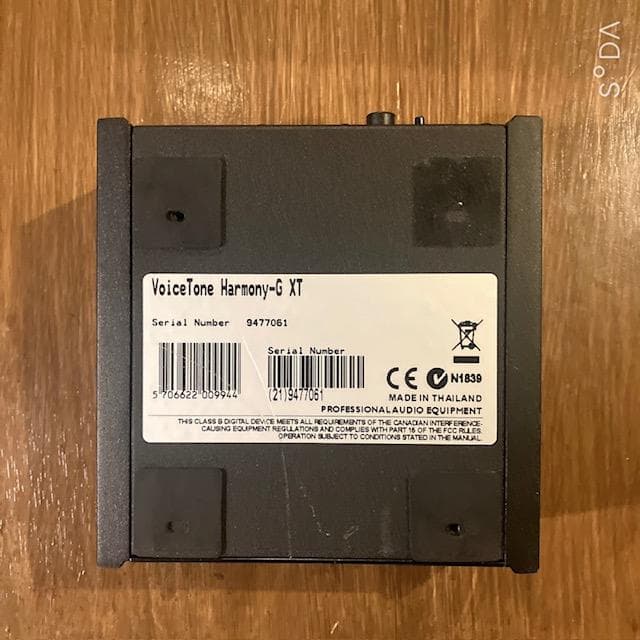 SODA
VoiceTone Harmony-G XT
Serial Number 9477061
Serial Number
5 706622 009944
(21)9477061
CE N1839
MADE IN THAILAND
PROFESSIONAL AUDIO EQUIPMENT
THIS CLASS B DIGITAL DEVICE MEETS ALL REQUIREMENTS OF THE CANADIAN INTERFERENCE-
CAUSING EQUIPMENT REGULATIONS AND COMPLIES WITH PART 15 OF THE FCC RULES.
OPERATION SUBJECT TO CONDITIONS STATED IN THE MANUAL.